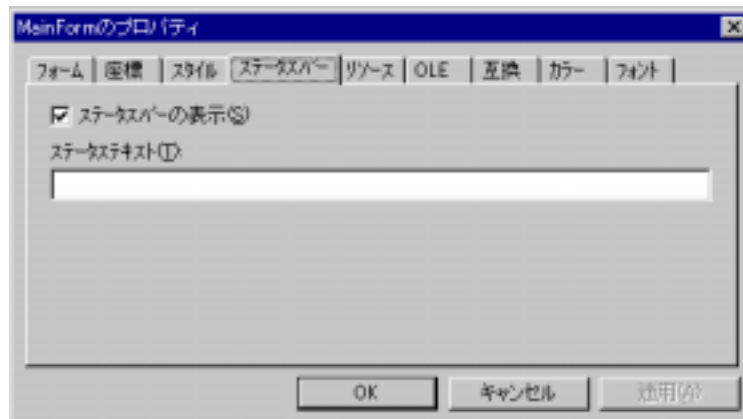 MainFormのプロパティ
フォーム 座標 スタイル ステータスバー リソース OLE 互換 カラー フォント
ステータスバーの表示(S)
ステータステキスト(T):
OK キャンセル 適用(A)